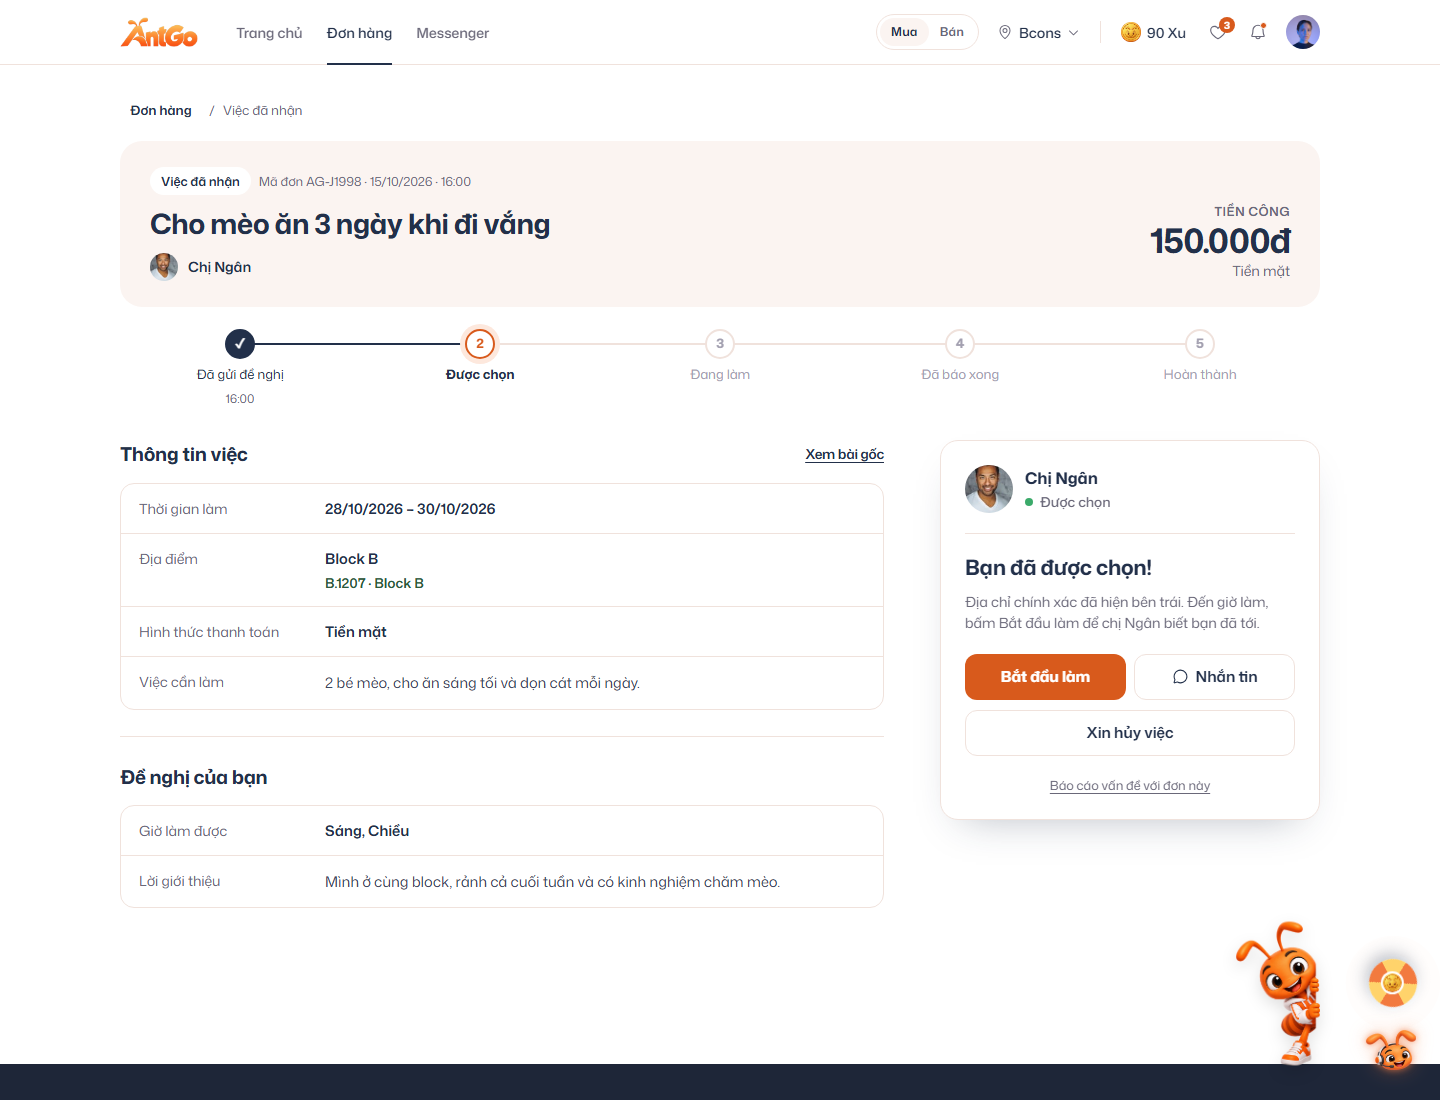 AntGo
Trang chủ
Đơn hàng
Messenger
Mua
Bán
Bcons
90 Xu
3
Đơn hàng / Việc đã nhận
Việc đã nhận
Mã đơn AG-J1998 · 15/10/2026 · 16:00
Cho mèo ăn 3 ngày khi đi vắng
Chị Ngân
TIỀN CÔNG
150.000đ
Tiền mặt
2
3
4
5
Đã gửi đề nghị
Được chọn
Đang làm
Đã báo xong
Hoàn thành
16:00
Thông tin việc
Xem bài gốc
Thời gian làm
28/10/2026 – 30/10/2026
Địa điểm
Block B
B.1207 · Block B
Hình thức thanh toán
Tiền mặt
Việc cần làm
2 bé mèo, cho ăn sáng tối và dọn cát mỗi ngày.
Đề nghị của bạn
Giờ làm được
Sáng, Chiều
Lời giới thiệu
Mình ở cùng block, rảnh cả cuối tuần và có kinh nghiệm chăm mèo.
Chị Ngân
Được chọn
Bạn đã được chọn!
Địa chỉ chính xác đã hiện bên trái. Đến giờ làm,
bấm Bắt đầu làm để chị Ngân biết bạn đã tới.
Bắt đầu làm
Nhắn tin
Xin hủy việc
Báo cáo vấn đề với đơn này